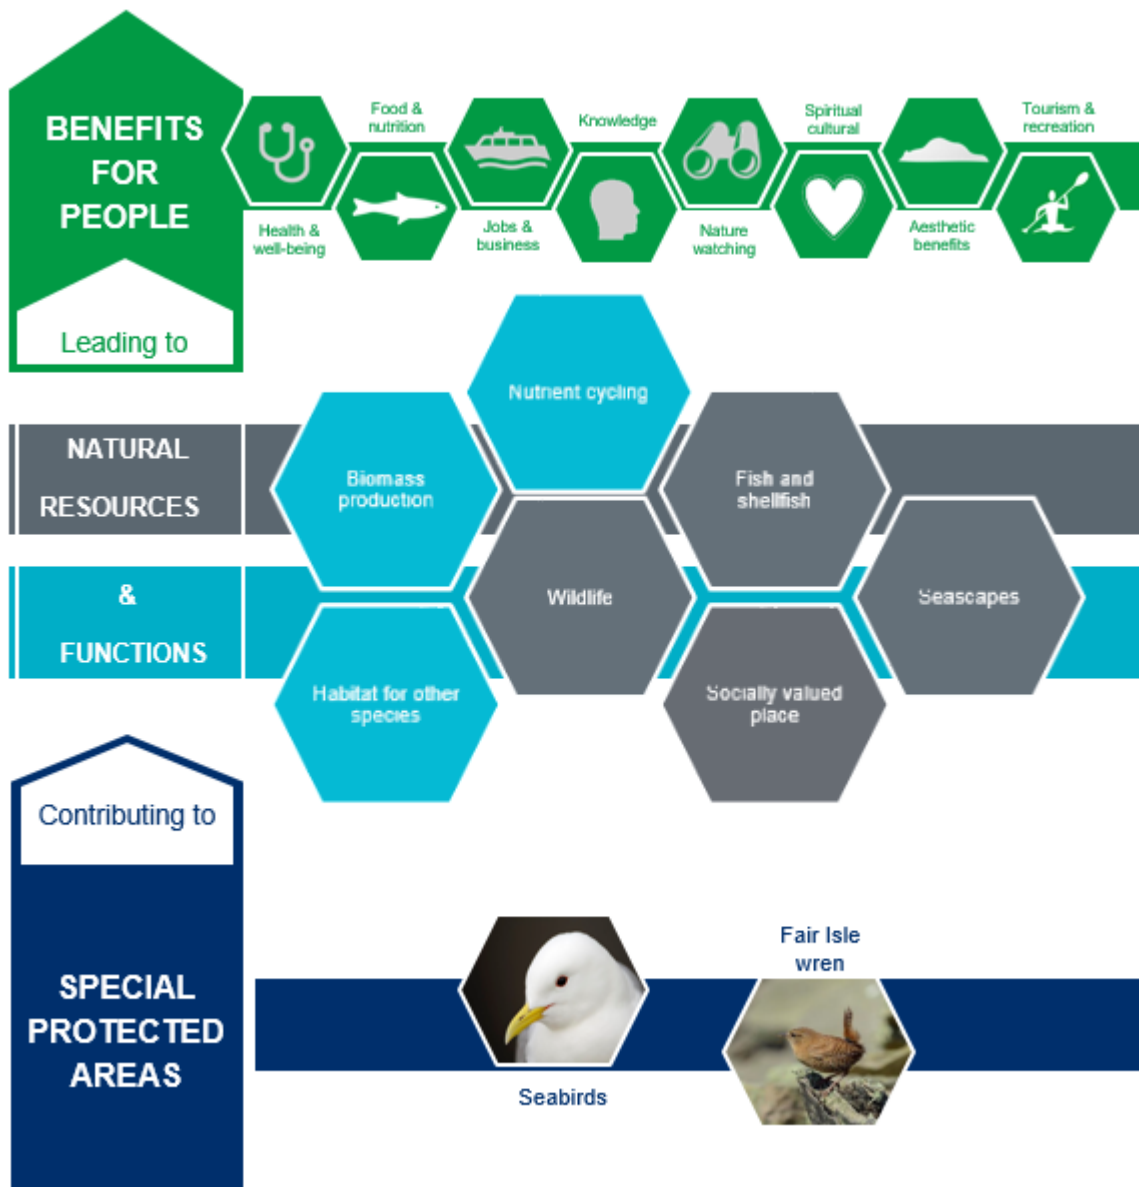 BENEFITS
FOR
PEOPLE
Health &
well-being
Food &
nutrition
Jobs &
business
Knowledge
Nature
watching
Spiritual
cultural
Aesthetic
benefits
Tourism &
recreation
Leading to
NATURAL
RESOURCES
&
FUNCTIONS
Nutrient cycling
Biomass
production
Fish and
shellfish
Wildlife
Seascapes
Habitat for other
species
Socially valued
place
Contributing to
SPECIAL
PROTECTED
AREAS
Seabirds
Fair Isle
wren